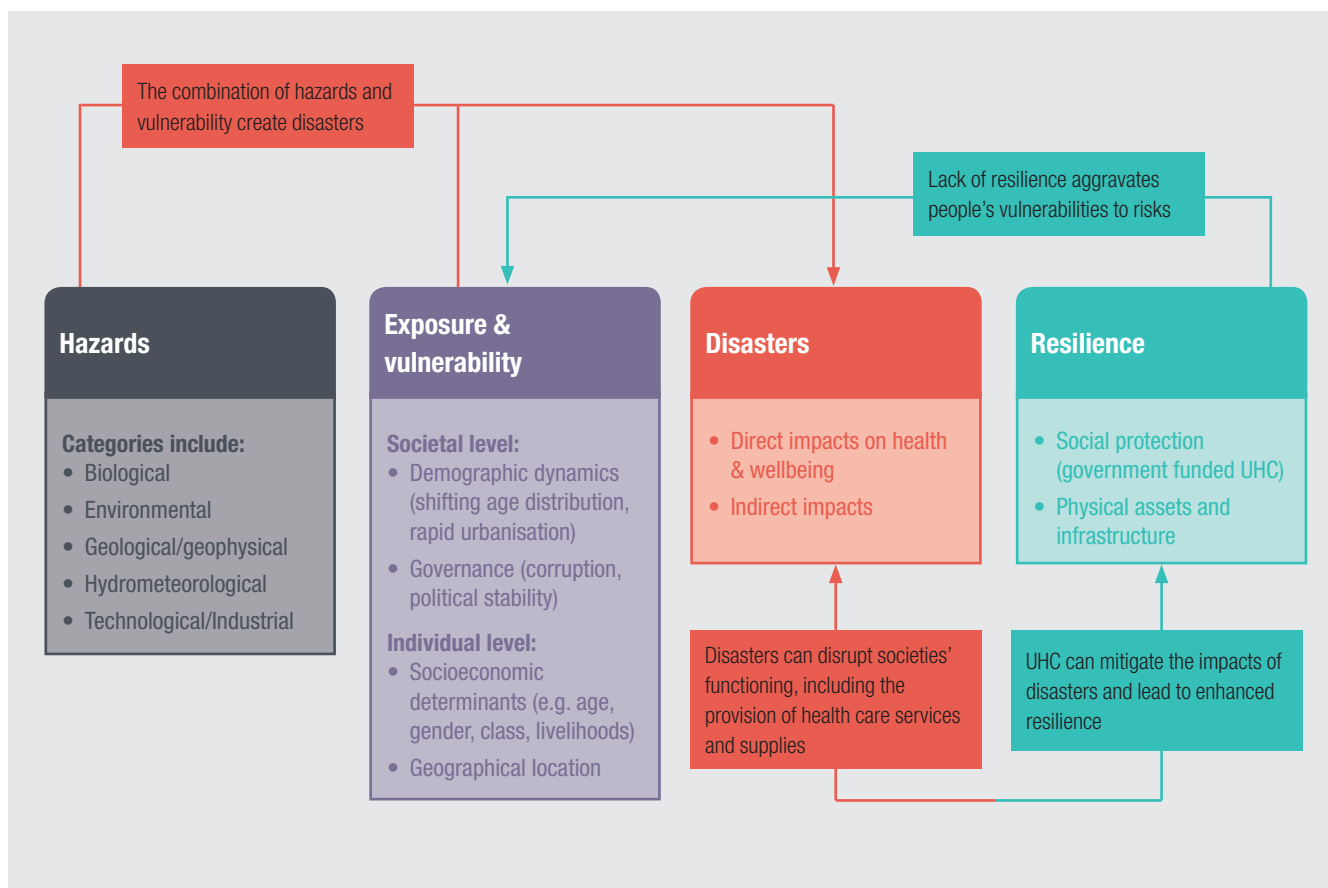 The combination of hazards and
vulnerability create disasters
Lack of resilience aggravates
people’s vulnerabilities to risks
Hazards
Categories include:
• Biological
• Environmental
• Geological/geophysical
• Hydrometeorological
• Technological/Industrial
Exposure &
vulnerability
Societal level:
• Demographic dynamics
(shifting age distribution,
rapid urbanisation)
• Governance (corruption,
political stability)
Individual level:
• Socioeconomic
determinants (e.g. age,
gender, class, livelihoods)
• Geographical location
Disasters
• Direct impacts on health
& wellbeing
• Indirect impacts
Resilience
• Social protection
(government funded UHC)
• Physical assets and
infrastructure
Disasters can disrupt societies’
functioning, including the
provision of health care services
and supplies
UHC can mitigate the impacts of
disasters and lead to enhanced
resilience